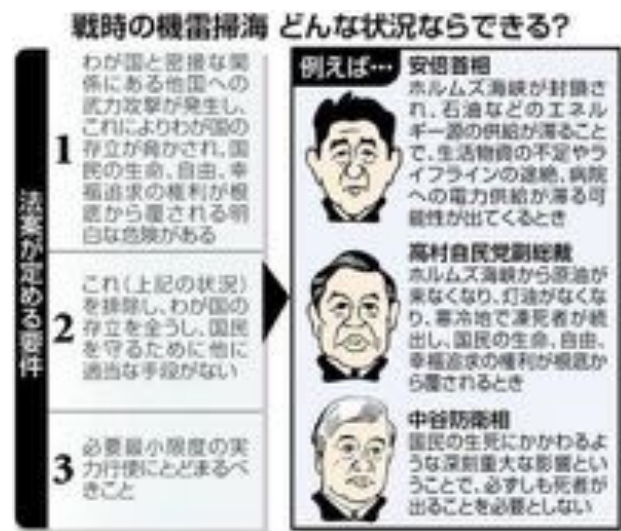 戦時の機雷掃海 どんな状況ならできる?
法案が定める要件
1
わが国と密接な関
係にある他国への
武力攻撃が発生し、
これによりわが国の
存立が脅かされ、国
民の生命、自由、幸
福追求の権利が根
底から覆される明
白な危険がある
2
これ(上記の状況)
を排除し、わが国の
存立を全うし、国民
を守るために他に
適当な手段がない
3
必要最小限度の実
力行使にとどまるべ
きこと
例えば…
安倍首相
ホルムズ海峡が封鎖さ
れ、石油などのエネル
ギー源の供給が滞ること
で、生活物資の不足やラ
イフラインの途絶、病院
への電力供給が滞る可
能性が出てくるとき
高村自民党副総裁
ホルムズ海峡から原油が
来なくなり、灯油がなくな
り、寒冷地で凍死者が続
出し、国民の生命、自由、
幸福追求の権利が根底か
ら覆されるとき
中谷防衛相
国民の生死にかかわるよ
うな深刻重大な影響とい
うことで、必ずしも死者が
出ることを必要としない